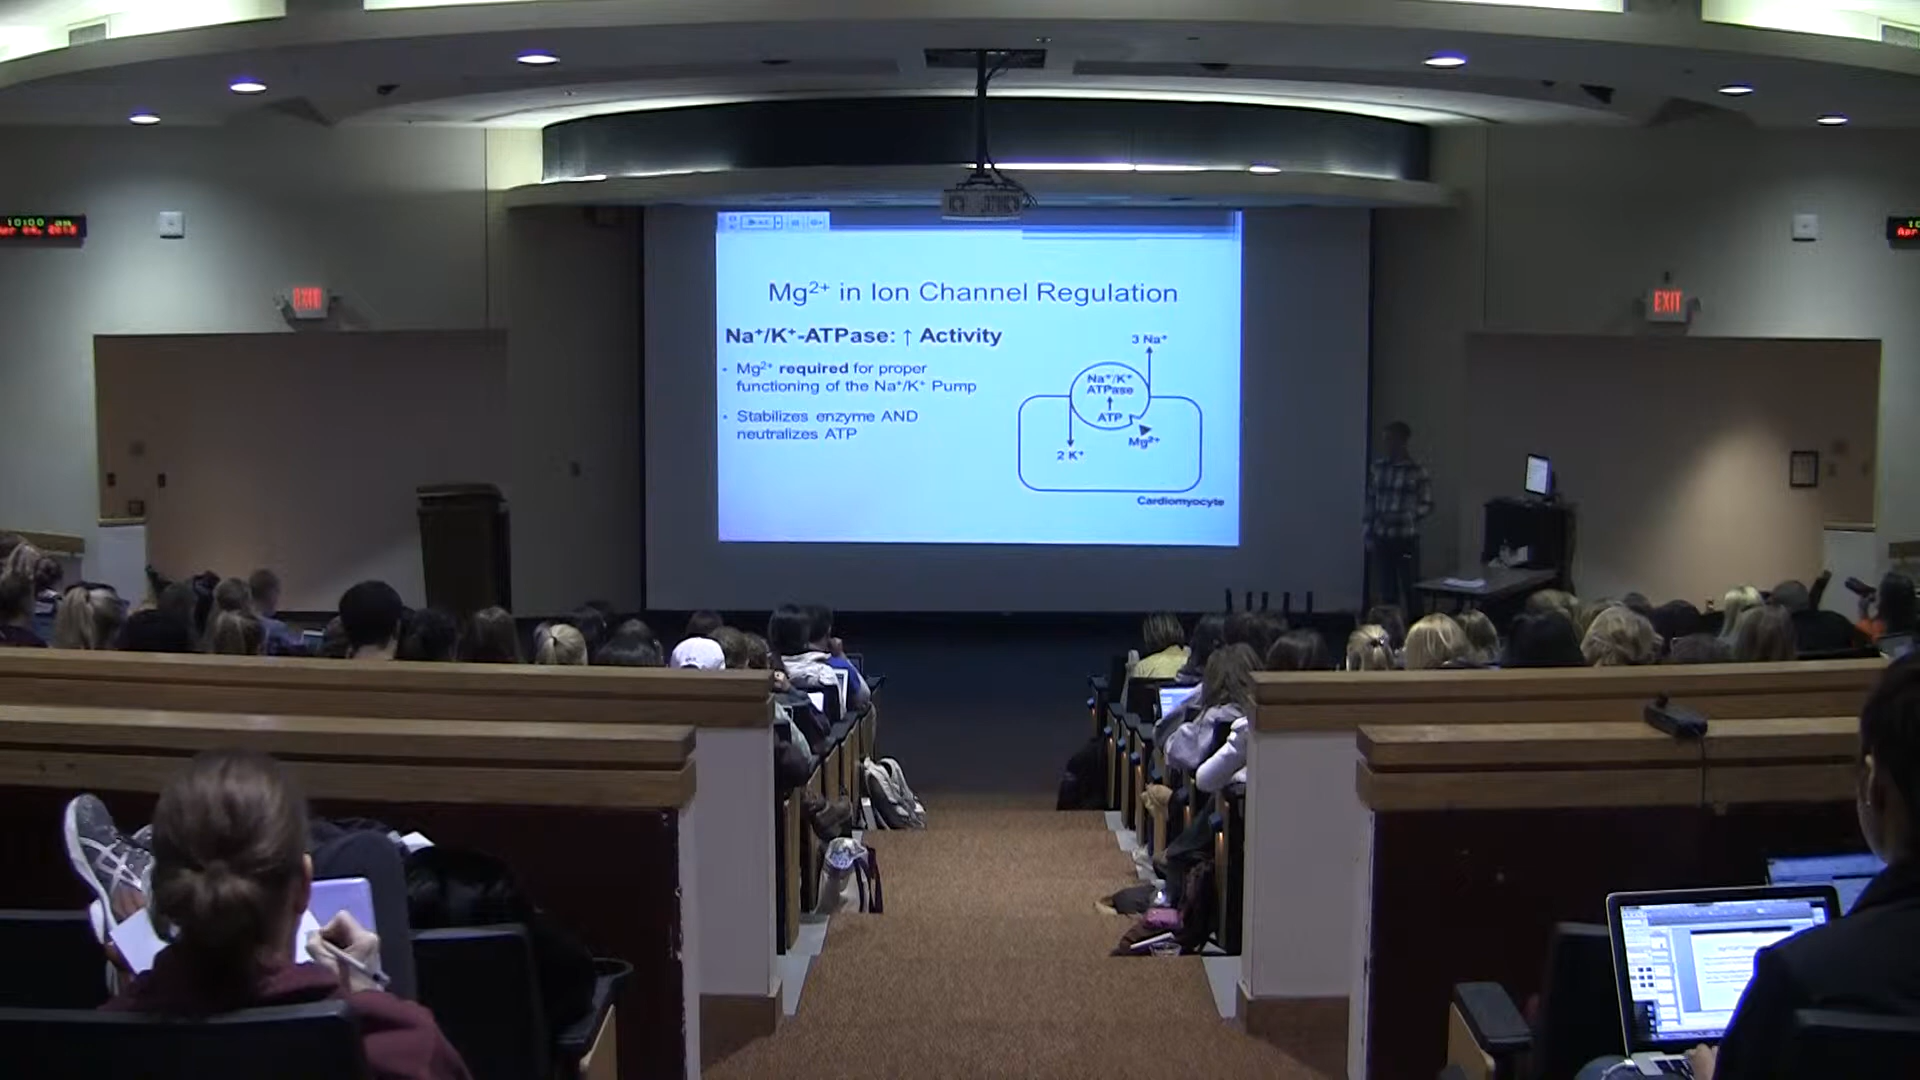 10:00 am
EXIT
EXIT
Mg²⁺ in Ion Channel Regulation
Na⁺/K⁺-ATPase: ↑ Activity
• Mg²⁺ required for proper
functioning of the Na⁺/K⁺ Pump
• Stabilizes enzyme AND
neutralizes ATP
3 Na⁺
Na⁺/K⁺
ATPase
ATP
Mg²⁺
2 K⁺
Cardiomyocyte